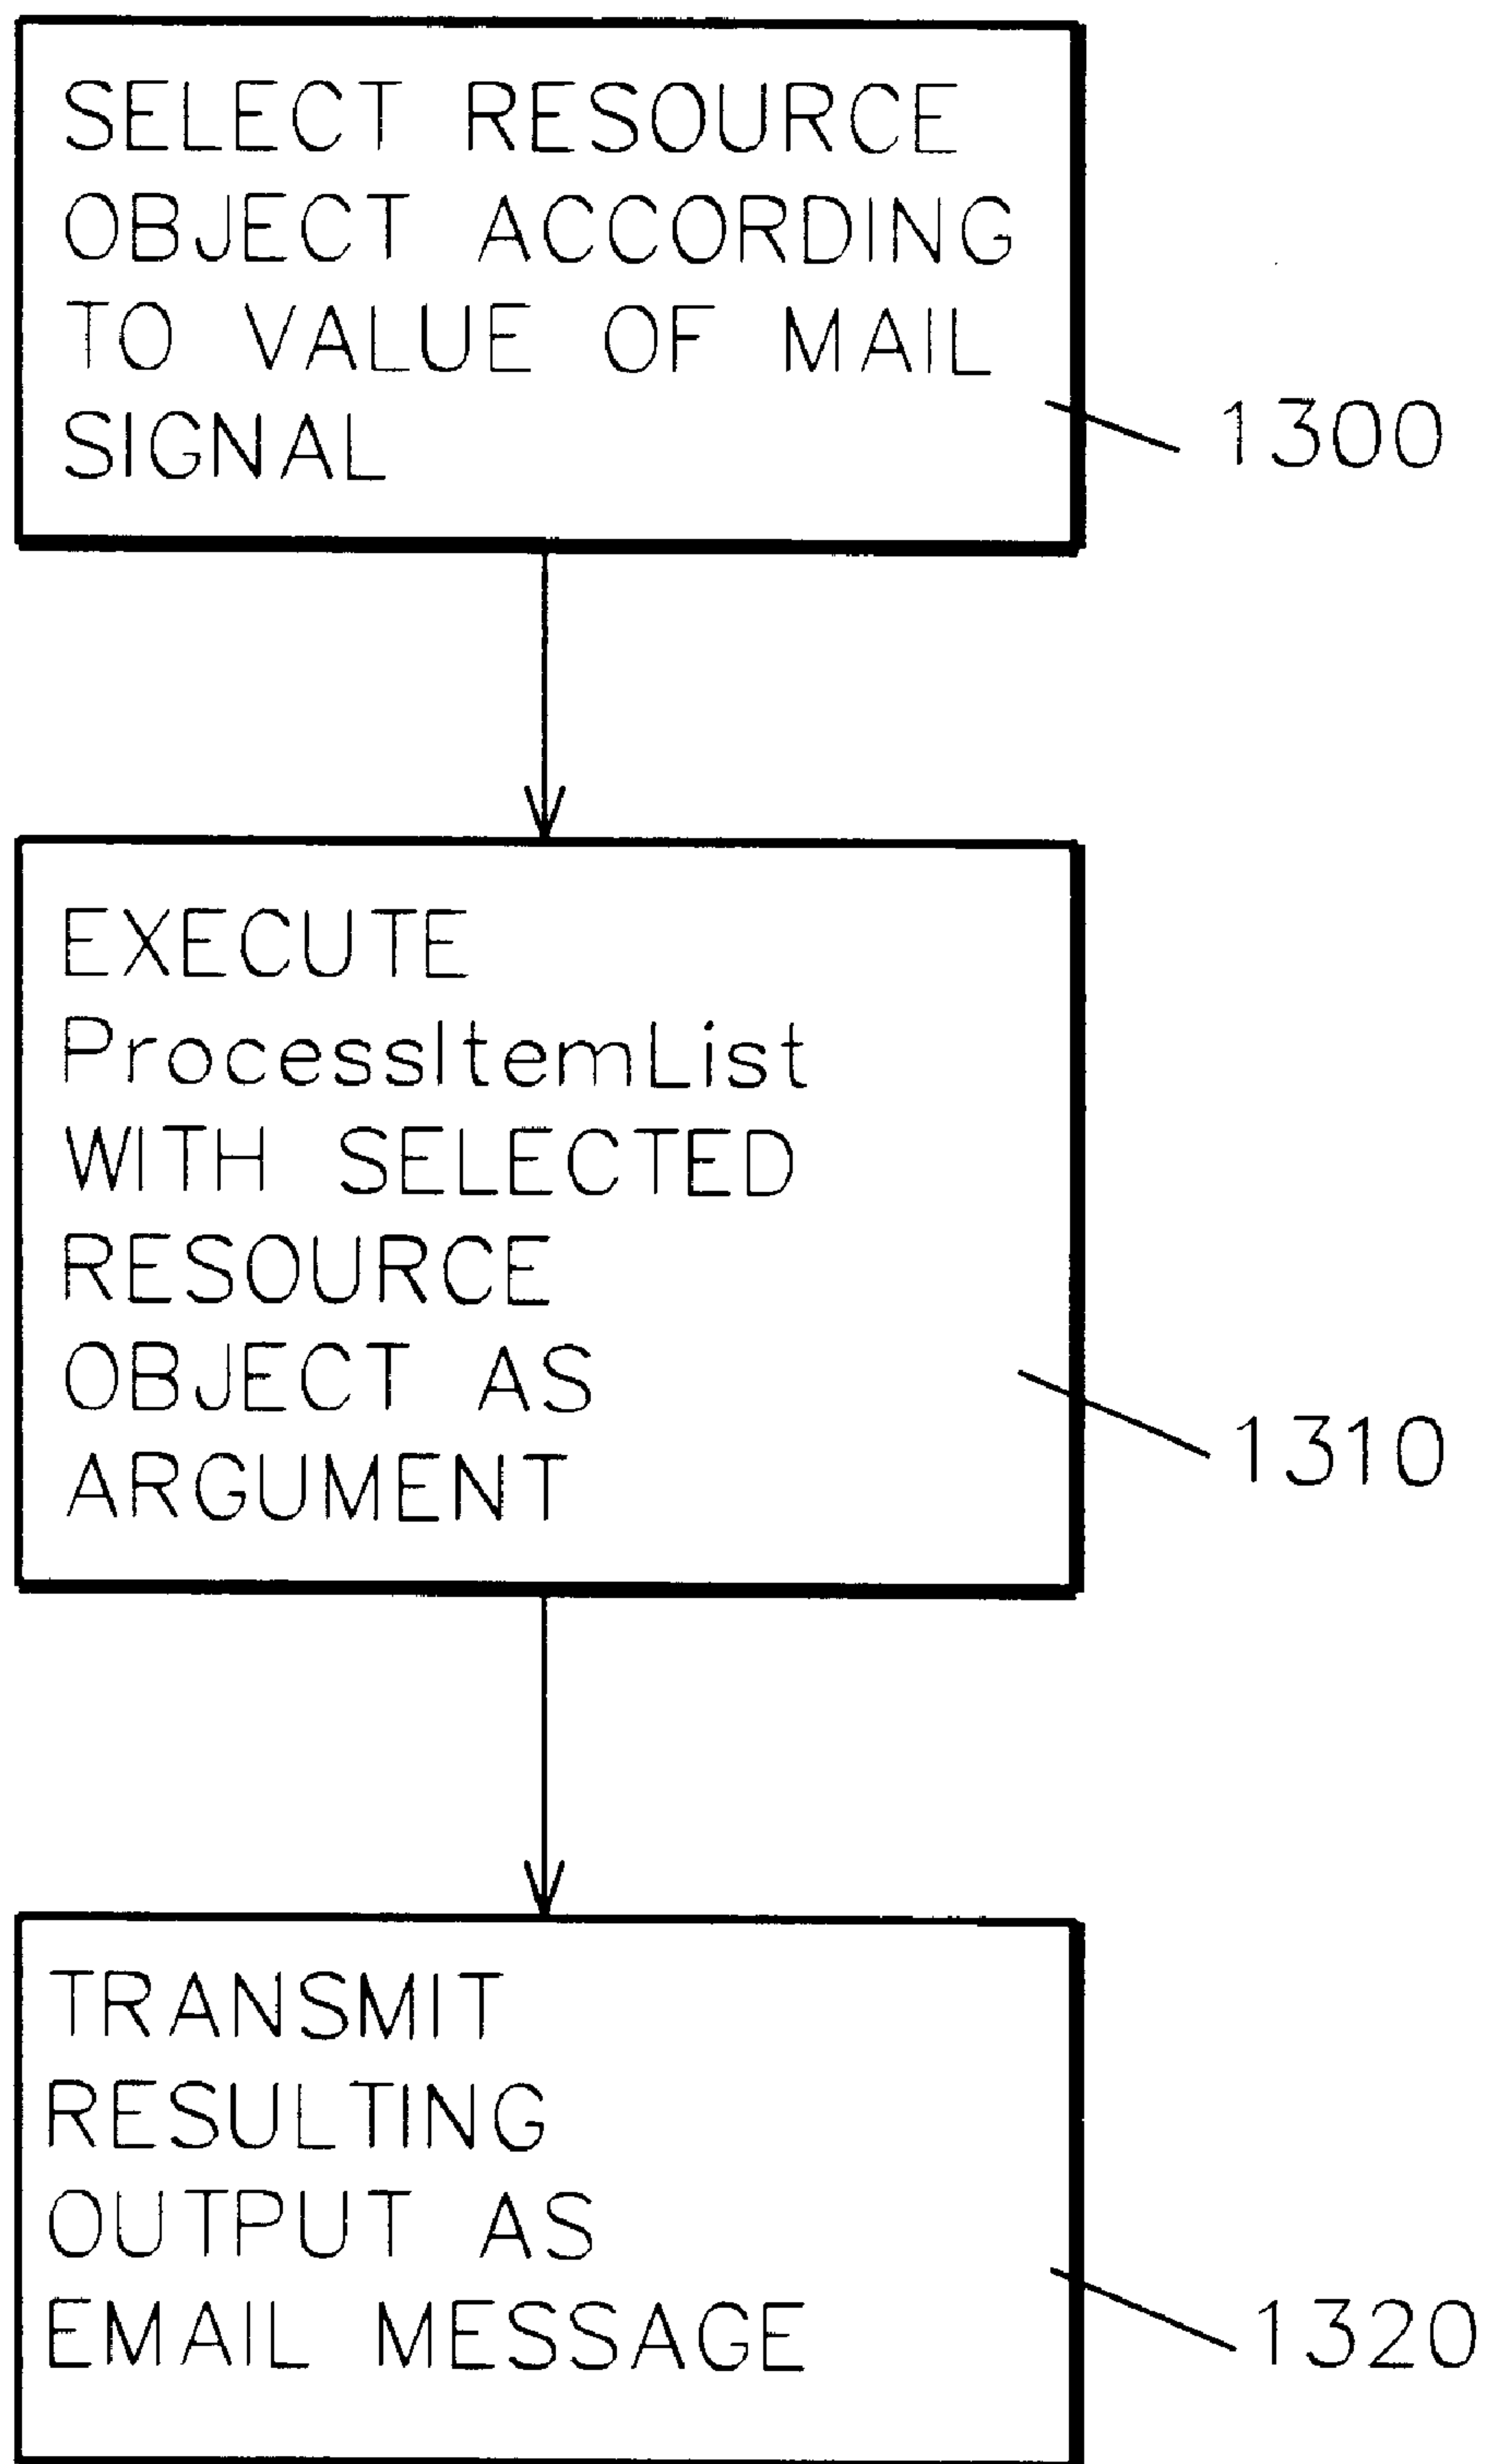 SELECT RESOURCE
OBJECT ACCORDING
TO VALUE OF MAIL
SIGNAL
1300
EXECUTE
ProcessItemList
WITH SELECTED
RESOURCE
OBJECT AS
ARGUMENT
1310
TRANSMIT
RESULTING
OUTPUT AS
EMAIL MESSAGE
1320